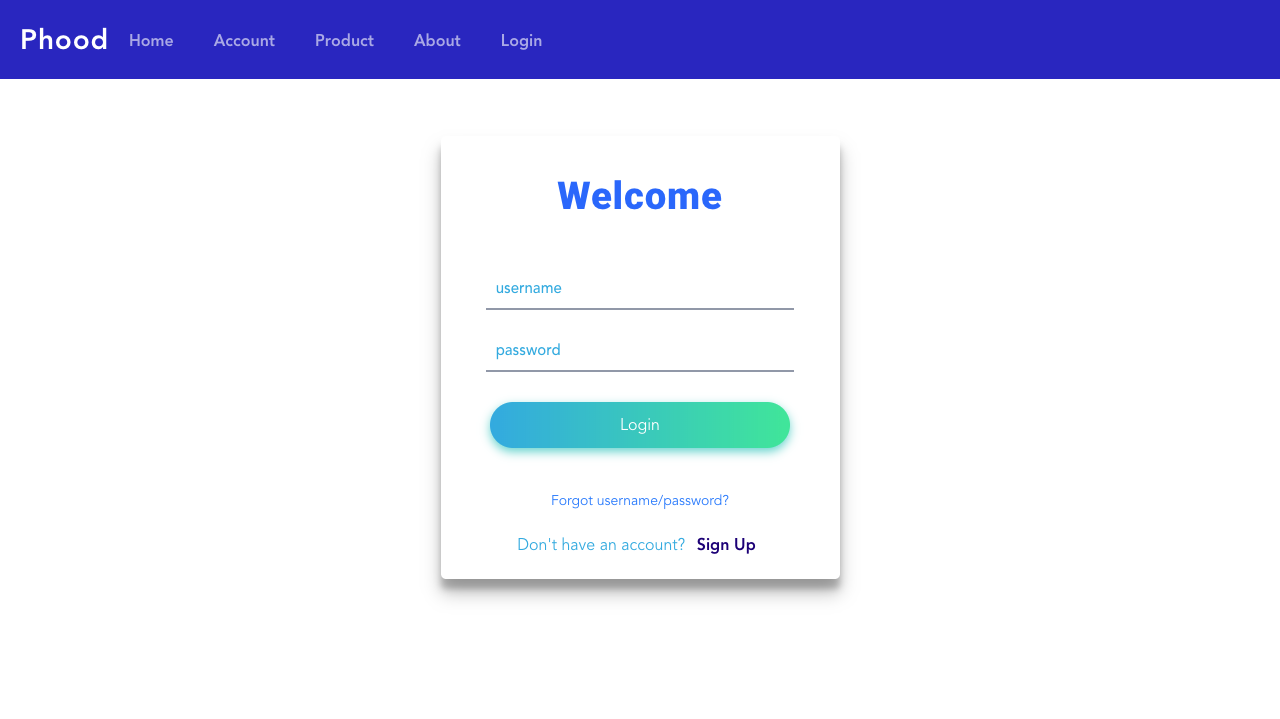 Phood Home Account Product About Login
Welcome
username
password
Login
Forgot username/password?
Don't have an account? Sign Up